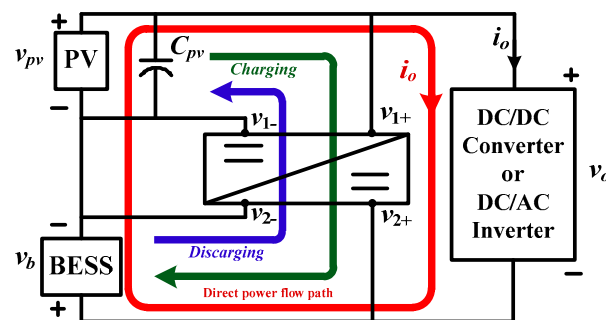 +
v_pv
PV
−
C_pv
Charging
i_o
i_o
+
DC/DC
Converter
or
DC/AC
Inverter
v_o
−
v_1-
v_1+
v_2-
v_2+
−
v_b
BESS
+
Discarging
Direct power flow path